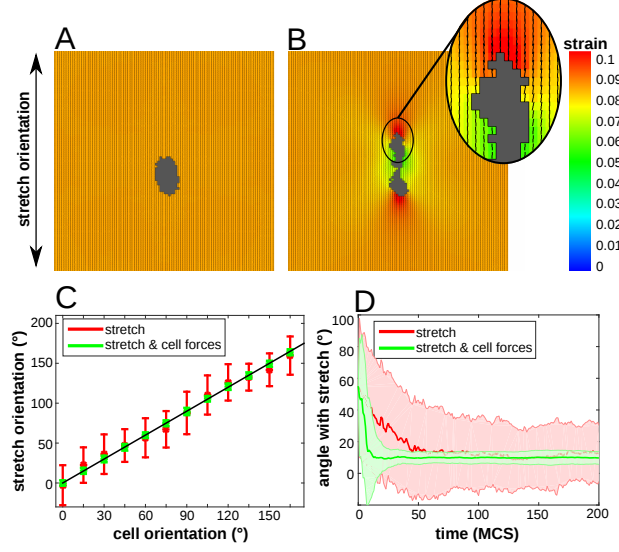 A
B
stretch orientation
strain
0.1
0.09
0.08
0.07
0.06
0.05
0.04
0.03
0.02
0
C
stretch
stretch & cell forces
200
150
100
50
0
stretch orientation (°)
0
30
60
90
120
150
cell orientation (°)
D
stretch
stretch & cell forces
100
80
60
40
20
0
angle with stretch (°)
0
50
100
150
200
time (MCS)